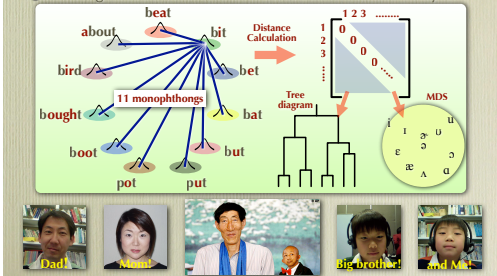 beat
about
bit
bird
bet
11 monophthongs
bought
bat
boot
but
pot
put
Distance
Calculation
1 2 3 ........
1
2
3
0
0
0
0
Tree
diagram
MDS
i
u
ɪ
ʊ
ɚ
ə
ɛ
ɔ
æ
ʌ
ɑ
Dad!
Mom!
Big brother!
and Me!